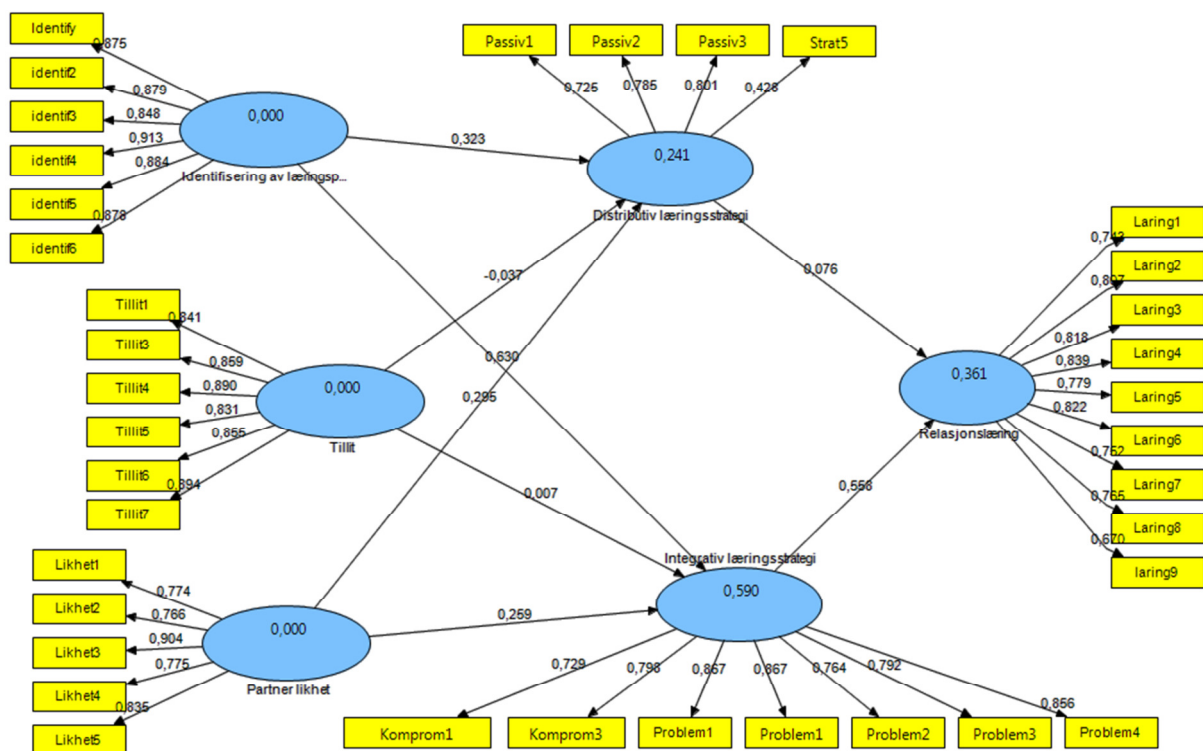 Identify
identif2
identif3
identif4
identif5
identif6
0,875
0,879
0,848
0,913
0,884
0,878
0,000
Identifisering av læringsp...
Passiv1
Passiv2
Passiv3
Strat5
0,725
0,785
0,801
0,428
0,323
0,241
Distributiv læringsstrategi
-0,037
0,630
0,295
0,076
Tillit1
Tillit3
Tillit4
Tillit5
Tillit6
Tillit7
0,841
0,859
0,890
0,831
0,855
0,894
0,000
Tillit
0,007
Laring1
Laring2
Laring3
Laring4
Laring5
Laring6
Laring7
Laring8
laring9
0,743
0,818
0,839
0,779
0,822
0,752
0,765
0,670
0,361
Relasjonslæring
0,558
Likhet1
Likhet2
Likhet3
Likhet4
Likhet5
0,774
0,766
0,904
0,775
0,835
0,000
Partner likhet
0,259
Integrativ læringsstrategi
0,590
0,729
0,798
0,867
0,867
0,764
0,792
0,856
Komprom1
Komprom3
Problem1
Problem1
Problem2
Problem3
Problem4